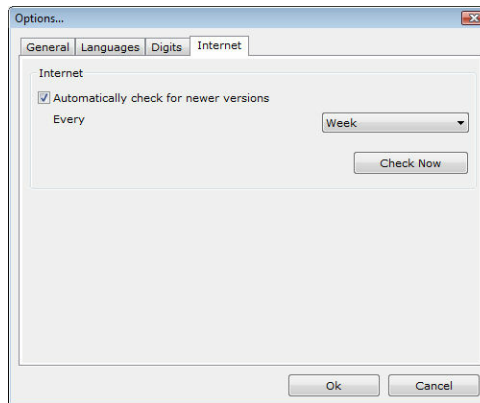 Options...
General Languages Digits Internet
Internet
Automatically check for newer versions
Every Week
Check Now
Ok Cancel